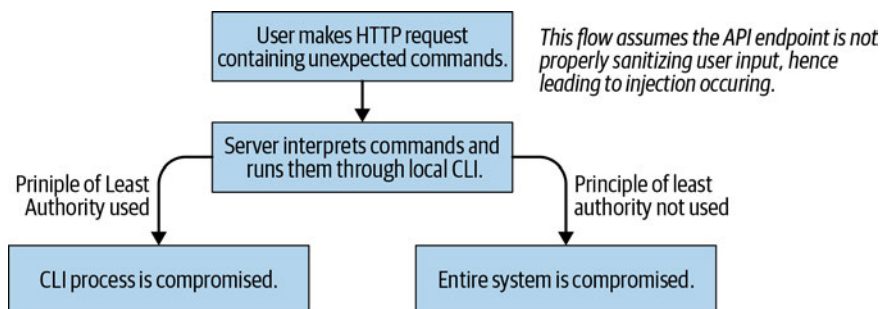 User makes HTTP request
containing unexpected commands.
This flow assumes the API endpoint is not
properly sanitizing user input, hence
leading to injection occuring.
Server interprets commands and
runs them through local CLI.
Priniple of Least
Authority used
Principle of least
authority not used
CLI process is compromised.
Entire system is compromised.